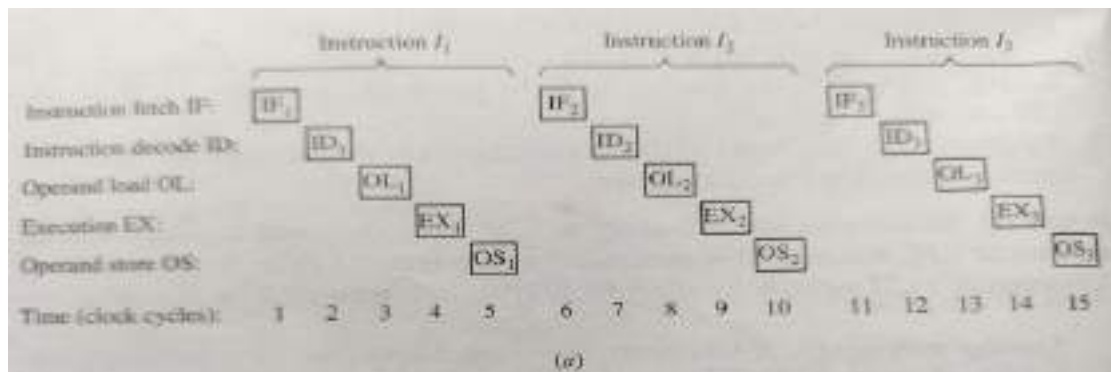 Instruction I₁ Instruction I₂ Instruction I₃
Instruction fetch IF: IF₁ IF₂ IF₃
Instruction decode ID: ID₁ ID₂ ID₃
Operand load OL: OL₁ OL₂ OL₃
Execution EX: EX₁ EX₂ EX₃
Operand store OS: OS₁ OS₂ OS₃
Time (clock cycles): 1 2 3 4 5 6 7 8 9 10 11 12 13 14 15
(a)